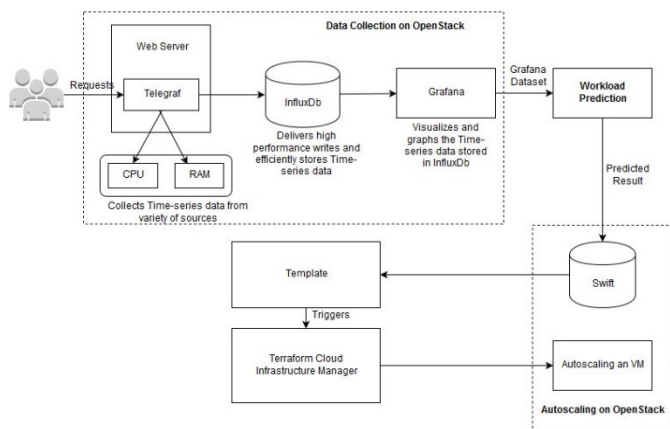 Data Collection on OpenStack
Web Server
Requests
Telegraf
InfluxDb
Grafana
Grafana
Dataset
Workload
Prediction
Delivers high
performance writes and
efficiently stores Time-
series data
Visualizes and
graphs the Time-
series data stored
in InfluxDb
CPU
RAM
Collects Time-series data from
variety of sources
Predicted
Result
Template
Swift
Triggers
Terraform Cloud
Infrastructure Manager
Autoscaling an VM
Autoscaling on OpenStack